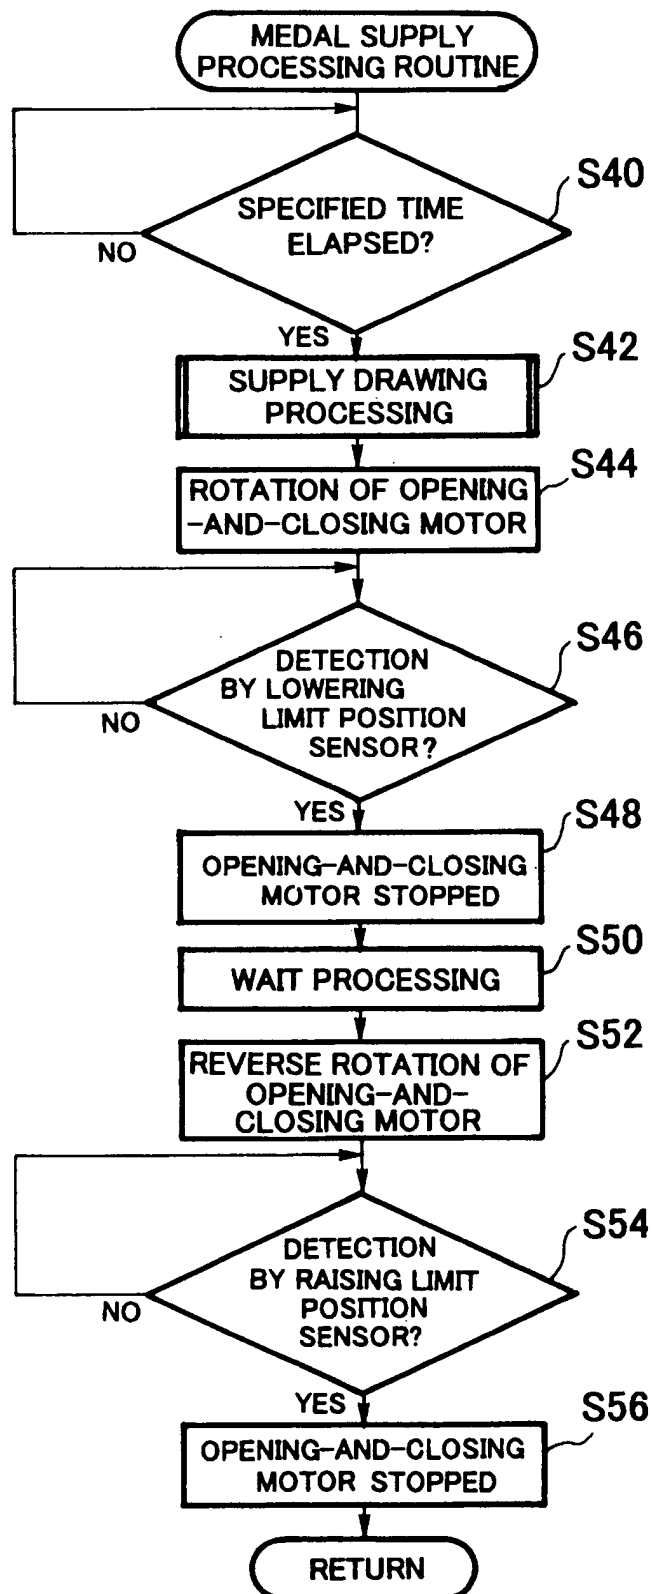 MEDAL SUPPLY
PROCESSING ROUTINE
S40
SPECIFIED TIME
ELAPSED?
NO
YES
S42
SUPPLY DRAWING
PROCESSING
S44
ROTATION OF OPENING
-AND-CLOSING MOTOR
S46
DETECTION
BY LOWERING
LIMIT POSITION
SENSOR?
NO
YES
S48
OPENING-AND-CLOSING
MOTOR STOPPED
S50
WAIT PROCESSING
S52
REVERSE ROTATION OF
OPENING-AND-
CLOSING MOTOR
S54
DETECTION
BY RAISING LIMIT
POSITION
SENSOR?
NO
YES
S56
OPENING-AND-CLOSING
MOTOR STOPPED
RETURN